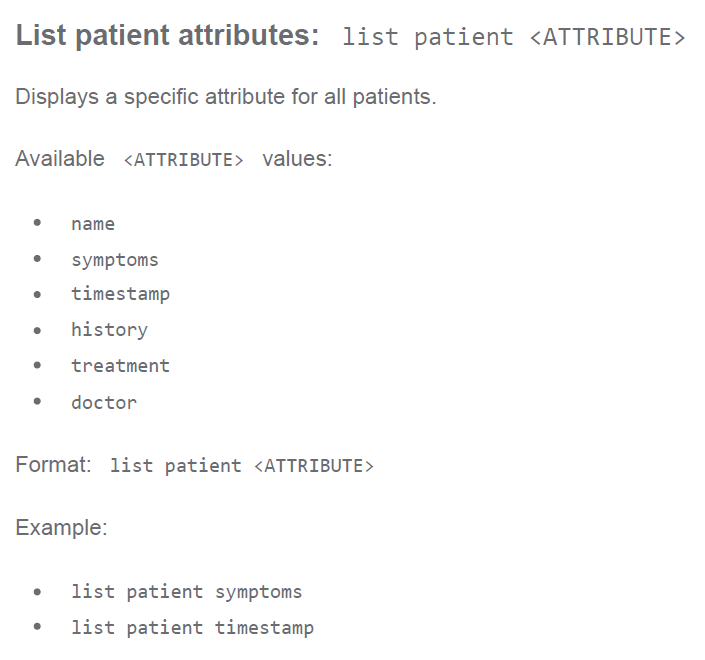 List patient attributes: list patient <ATTRIBUTE>
Displays a specific attribute for all patients.
Available <ATTRIBUTE> values:
• name
• symptoms
• timestamp
• history
• treatment
• doctor
Format: list patient <ATTRIBUTE>
Example:
• list patient symptoms
• list patient timestamp